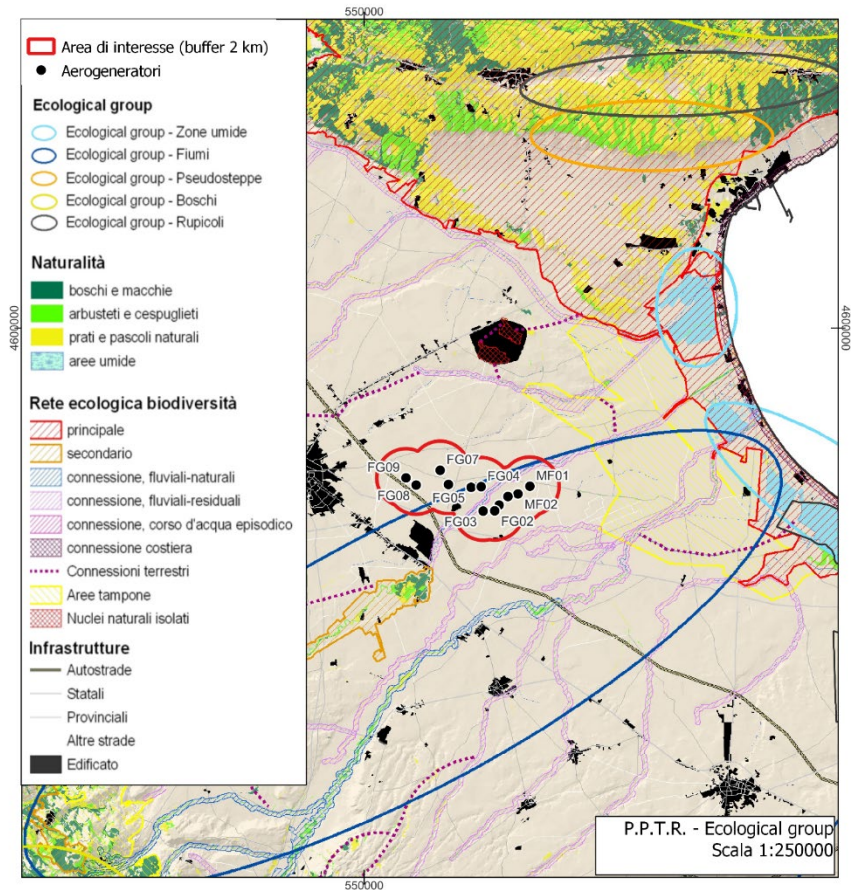 550000
Area di interesse (buffer 2 km)
Aerogeneratori
Ecological group
Ecological group - Zone umide
Ecological group - Fiumi
Ecological group - Pseudosteppe
Ecological group - Boschi
Ecological group - Rupicoli
Naturalità
boschi e macchie
arbusteti e cespuglieti
prati e pascoli naturali
aree umide
4600000
4600000
Rete ecologica biodiversità
principale
secondario
connessione, fluviali-naturali
connessione, fluviali-residuali
connessione, corso d'acqua episodico
connessione costiera
Connessioni terrestri
Aree tampone
Nuclei naturali isolati
Infrastrutture
Autostrade
Statali
Provinciali
Altre strade
Edificato
FG07
FG09
FG04
MF01
FG08
FG05
MF02
FG03
FG02
P.P.T.R. - Ecological group
Scala 1:250000
550000